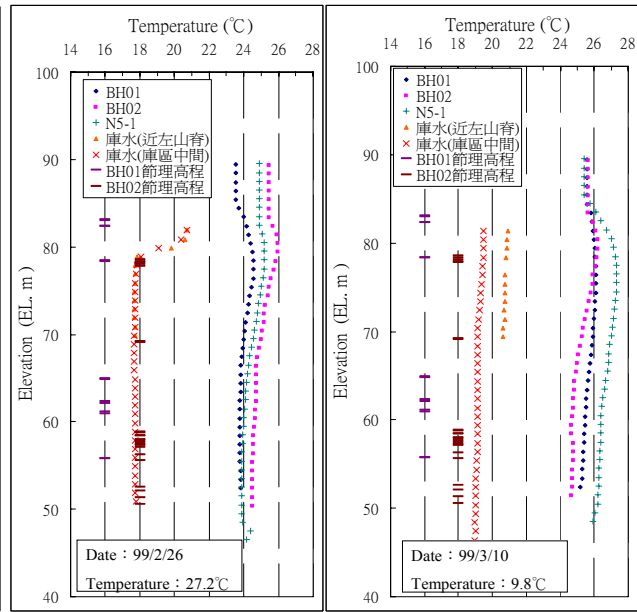 Temperature (℃)
14 16 18 20 22 24 26 28
100
90
80
70
60
50
40
Elevation (EL. m)
BH01
BH02
N5-1
庫水(近左山脊)
庫水(庫區中間)
BH01節理高程
BH02節理高程
Date：99/2/26
Temperature：27.2℃
Temperature (℃)
14 16 18 20 22 24 26 28
100
90
80
70
60
50
40
Elevation (EL. m)
BH01
BH02
N5-1
庫水(近左山脊)
庫水(庫區中間)
BH01節理高程
BH02節理高程
Date：99/3/10
Temperature：9.8℃